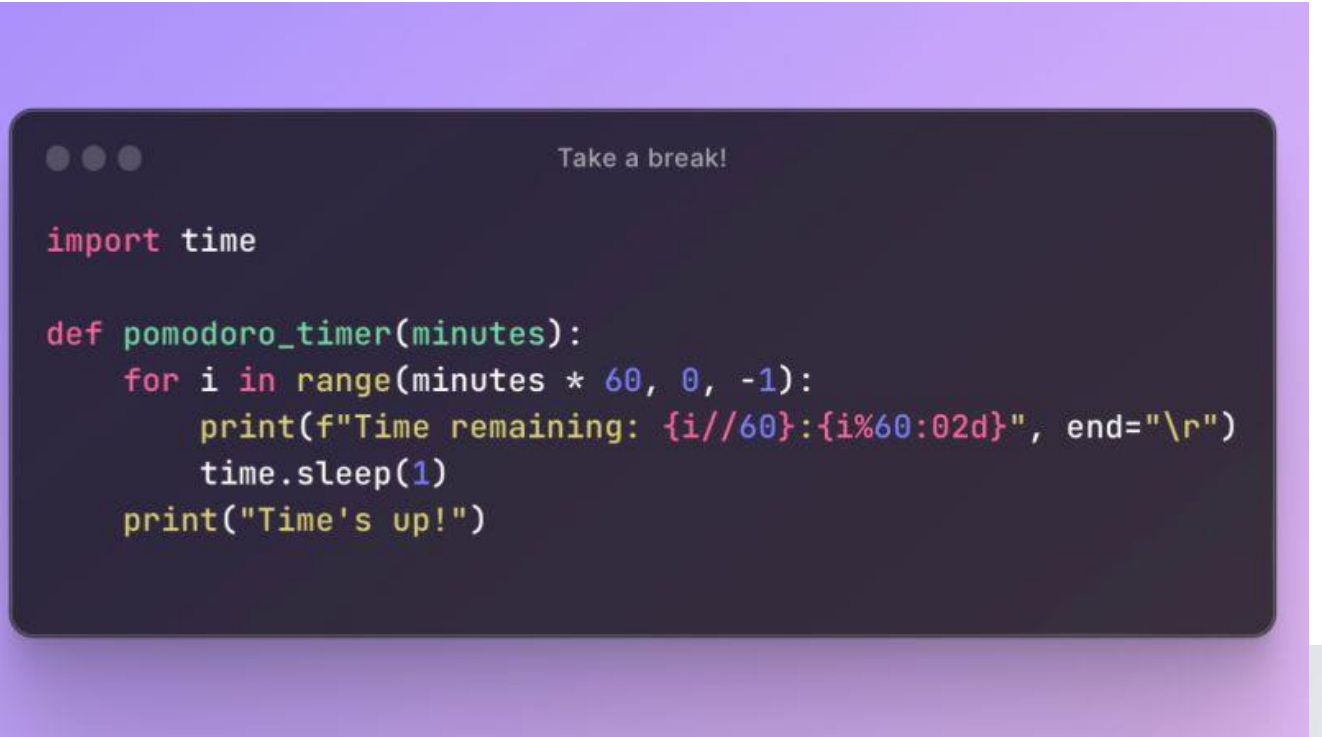 Take a break!
import time
def pomodoro_timer(minutes):
    for i in range(minutes * 60, 0, -1):
        print(f"Time remaining: {i//60}:{i%60:02d}", end="\r")
        time.sleep(1)
    print("Time's up!")